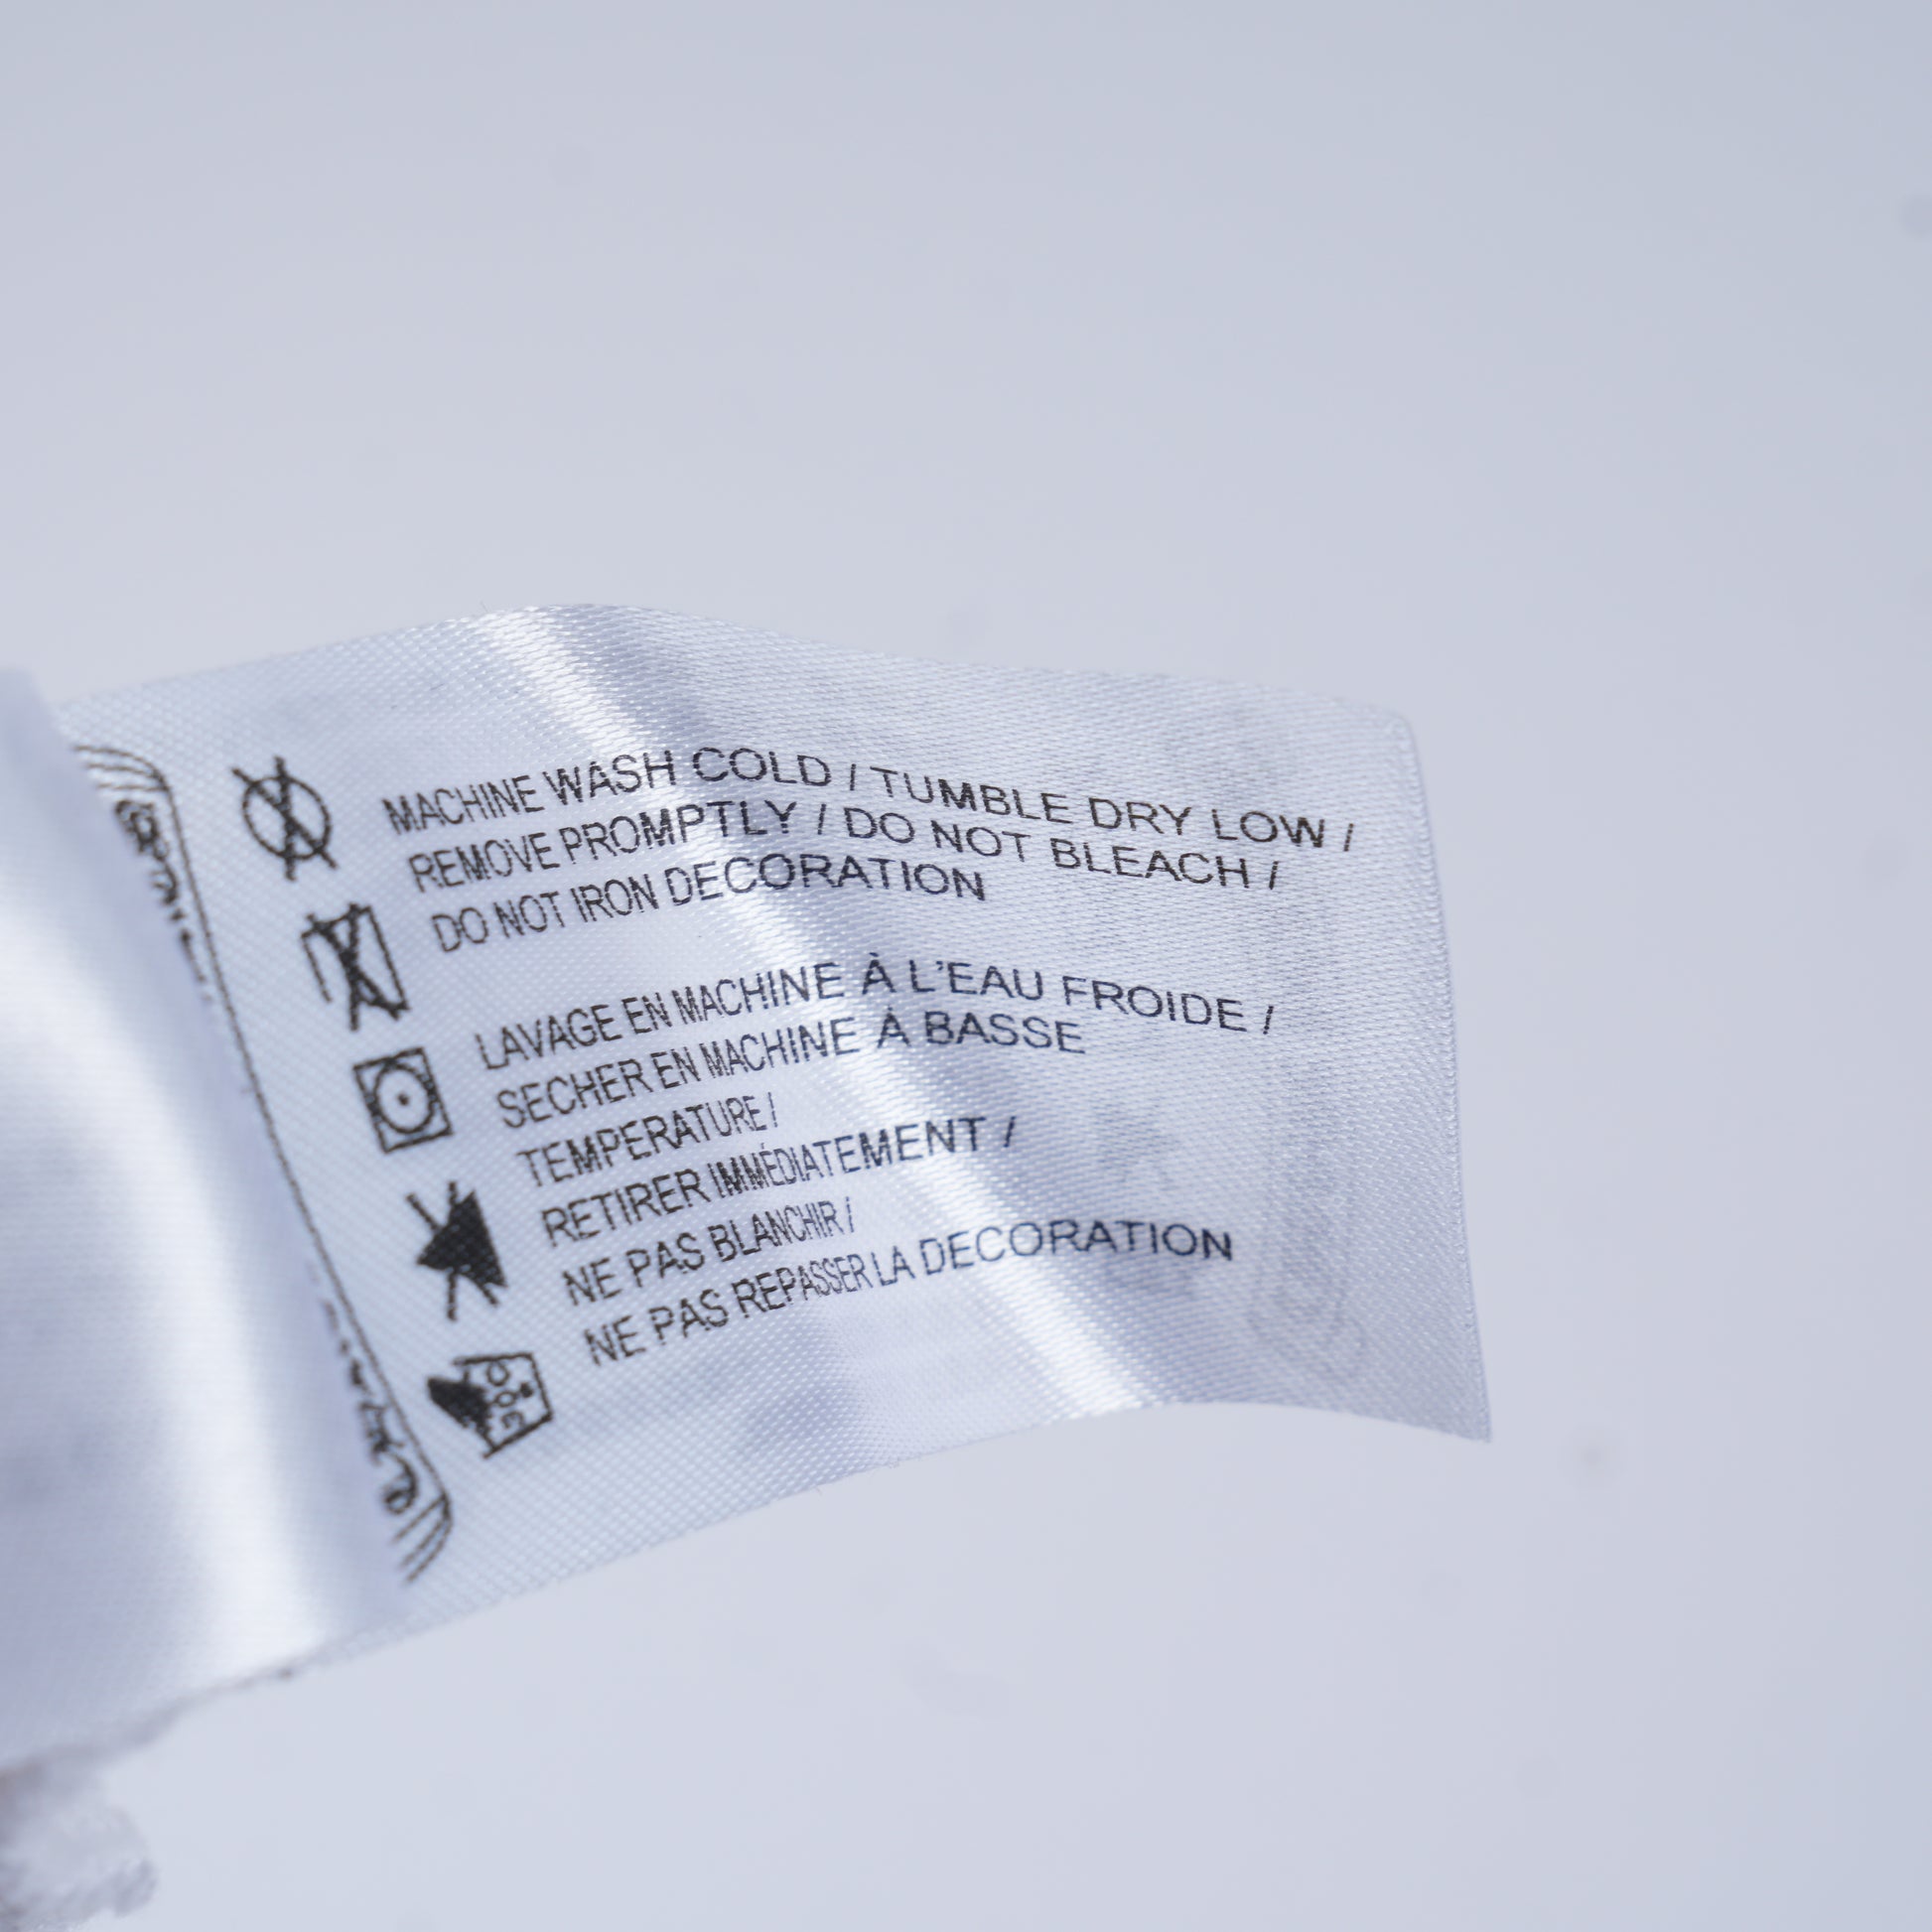 MACHINE WASH COLD / TUMBLE DRY LOW /
REMOVE PROMPTLY / DO NOT BLEACH /
DO NOT IRON DECORATION
LAVAGE EN MACHINE À L'EAU FROIDE /
SECHER EN MACHINE À BASSE
TEMPERATURE /
RETIRER IMMÉDIATEMENT /
NE PAS BLANCHIR /
NE PAS REPASSER LA DECORATION